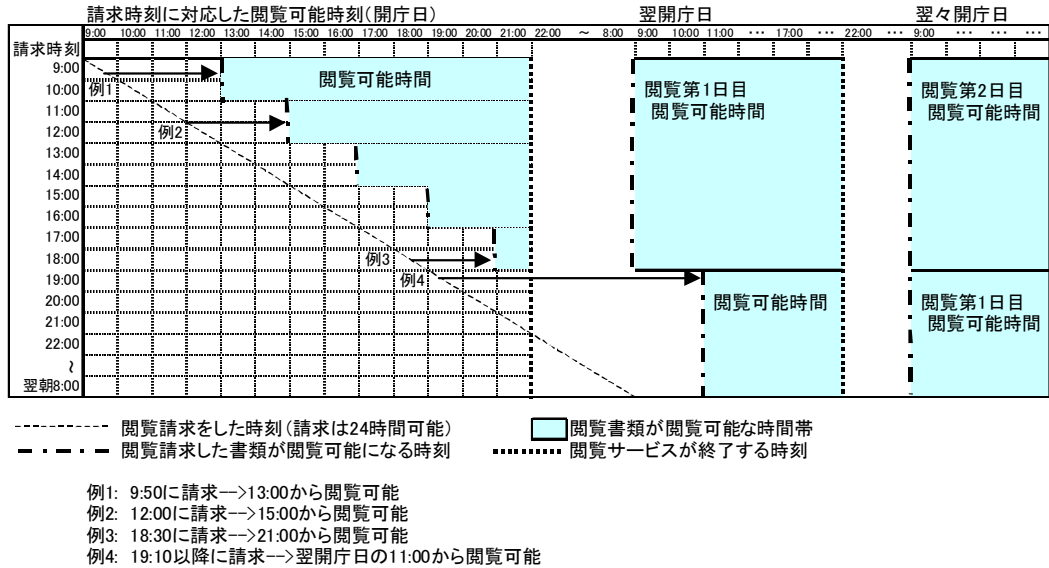 請求時刻に対応した閲覧可能時刻(開庁日) 翌開庁日 翌々開庁日
9:00 10:00 11:00 12:00 13:00 14:00 15:00 16:00 17:00 18:00 19:00 20:00 21:00 22:00 ～ 8:00 9:00 10:00 11:00 … 17:00 … 22:00 … 9:00 … … …
請求時刻
9:00
10:00
11:00
12:00
13:00
14:00
15:00
16:00
17:00
18:00
19:00
20:00
21:00
22:00
～
翌朝8:00
例1
例2
例3
例4
閲覧可能時間
閲覧第1日目
閲覧可能時間
閲覧第2日目
閲覧可能時間
閲覧可能時間
閲覧第1日目
閲覧可能時間
閲覧請求をした時刻(請求は24時間可能) 閲覧書類が閲覧可能な時間帯
閲覧請求した書類が閲覧可能になる時刻 閲覧サービスが終了する時刻
例1: 9:50に請求-->13:00から閲覧可能
例2: 12:00に請求-->15:00から閲覧可能
例3: 18:30に請求-->21:00から閲覧可能
例4: 19:10以降に請求-->翌開庁日の11:00から閲覧可能